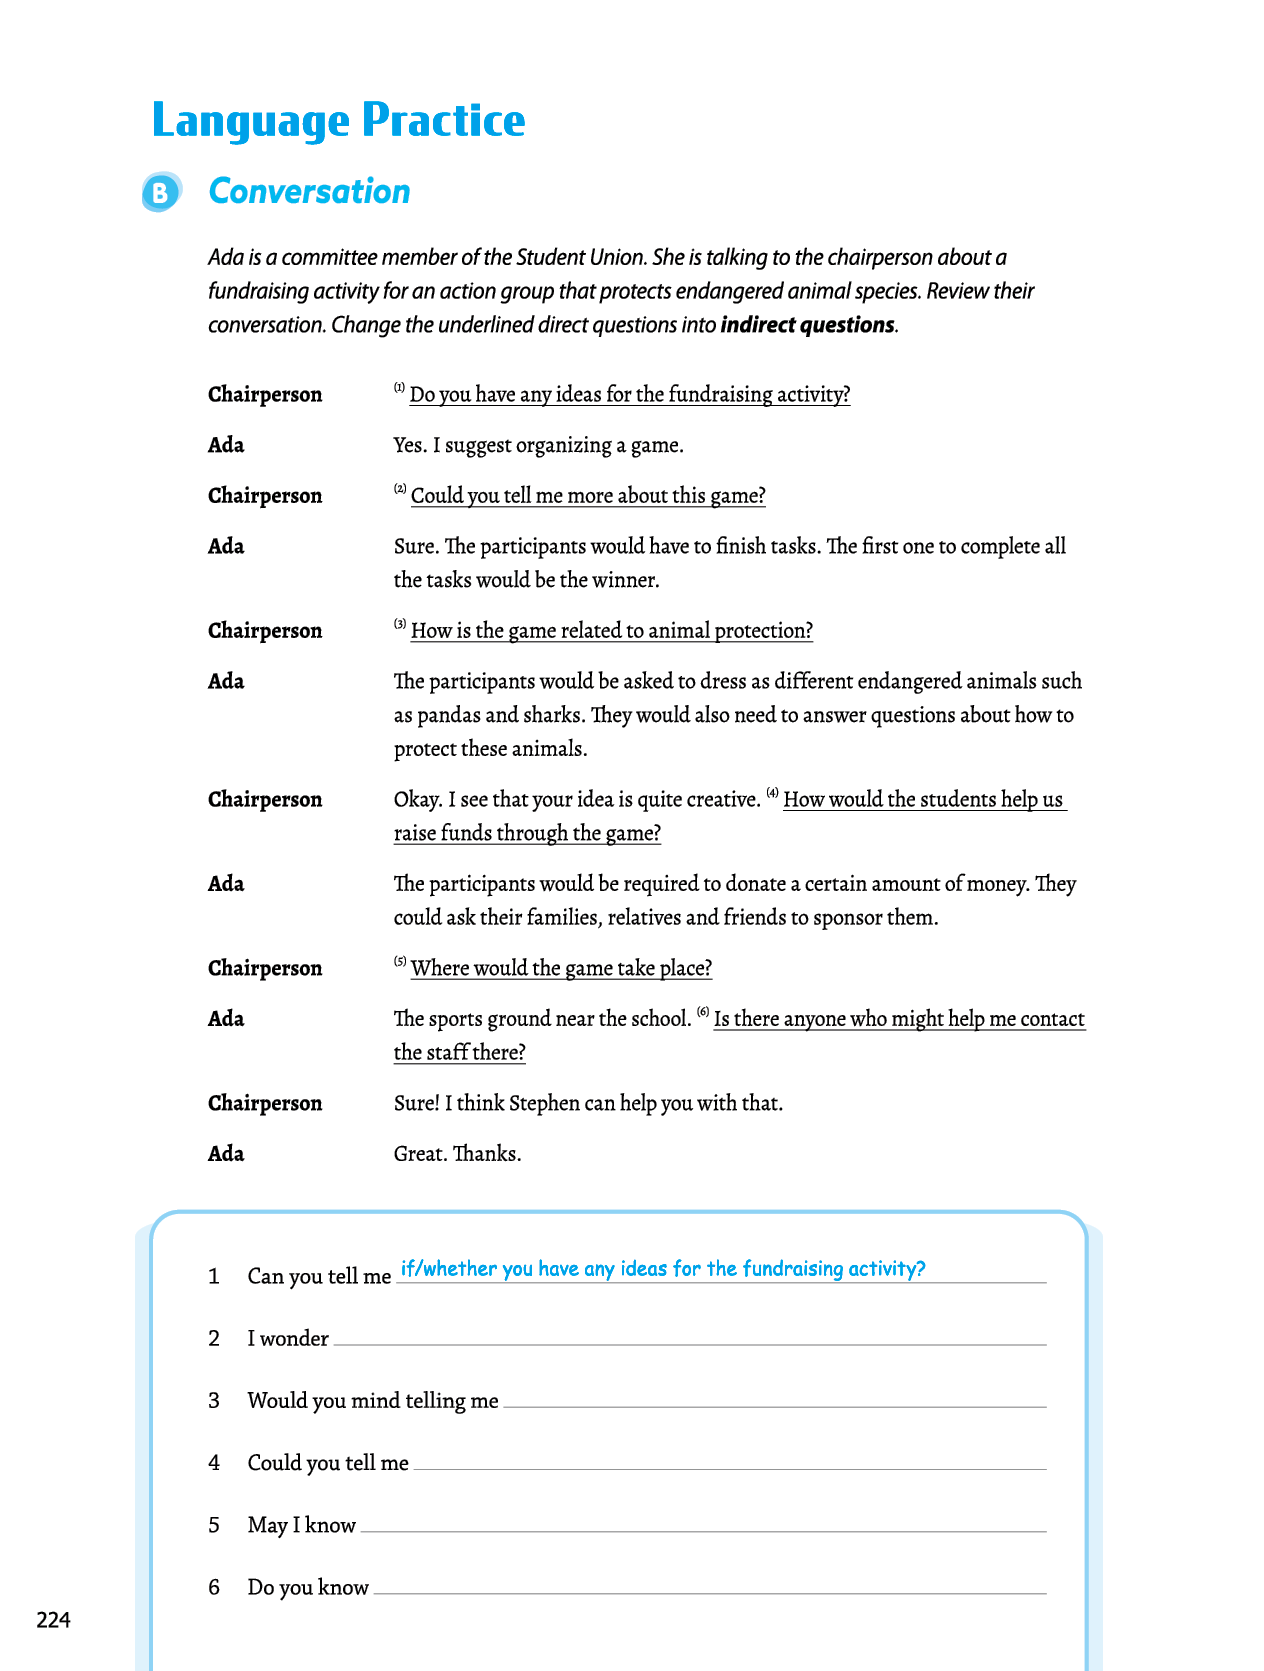 Language Practice
B Conversation
Ada is a committee member of the Student Union. She is talking to the chairperson about a
fundraising activity for an action group that protects endangered animal species. Review their
conversation. Change the underlined direct questions into indirect questions.
Chairperson (1) Do you have any ideas for the fundraising activity?
Ada Yes. I suggest organizing a game.
Chairperson (2) Could you tell me more about this game?
Ada Sure. The participants would have to finish tasks. The first one to complete all
the tasks would be the winner.
Chairperson (3) How is the game related to animal protection?
Ada The participants would be asked to dress as different endangered animals such
as pandas and sharks. They would also need to answer questions about how to
protect these animals.
Chairperson Okay. I see that your idea is quite creative. (4) How would the students help us
raise funds through the game?
Ada The participants would be required to donate a certain amount of money. They
could ask their families, relatives and friends to sponsor them.
Chairperson (5) Where would the game take place?
Ada The sports ground near the school. (6) Is there anyone who might help me contact
the staff there?
Chairperson Sure! I think Stephen can help you with that.
Ada Great. Thanks.
1 Can you tell me if/whether you have any ideas for the fundraising activity?
2 I wonder
3 Would you mind telling me
4 Could you tell me
5 May I know
6 Do you know
224